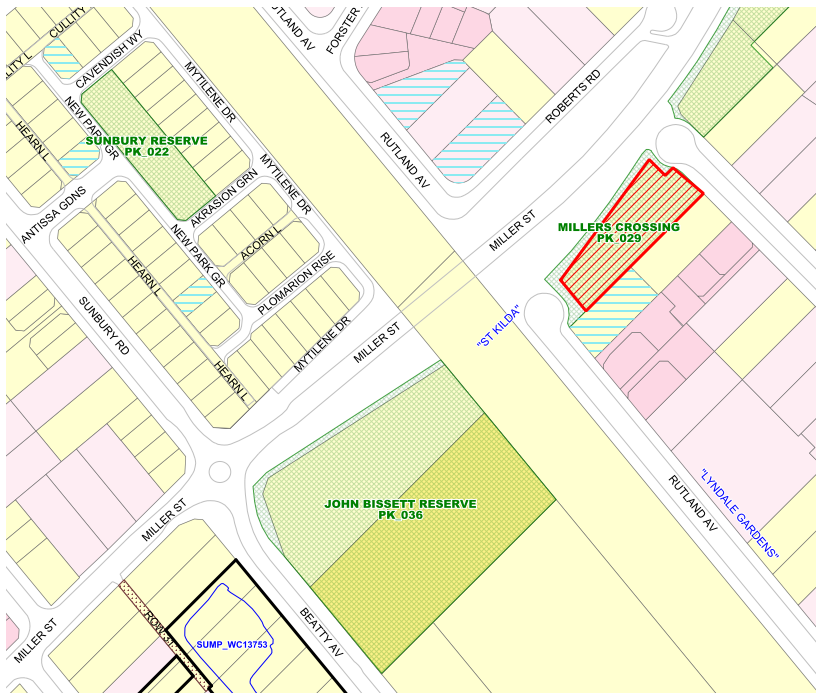 CULLITY
CAVENDISH WY
RUTLAND AV
FORSTER
MYTILENE DR
NEW PARK GR
HEARN L
SUNBURY RESERVE
PK_022
ROBERTS RD
RUTLAND AV
MYTILENE DR
AKRASION GRN
ANTISSA GDNS
NEW PARK GR
ACORN L
MILLER ST
MILLERS CROSSING
PK_029
HEARN L
PLOMARION RISE
SUNBURY RD
MYTILENE DR
MILLER ST
"ST KILDA"
HEARN L
JOHN BISSETT RESERVE
PK_036
RUTLAND AV
"LYNDALE GARDENS"
MILLER ST
BEATTY AV
SUMP_WC13753
MILLER ST